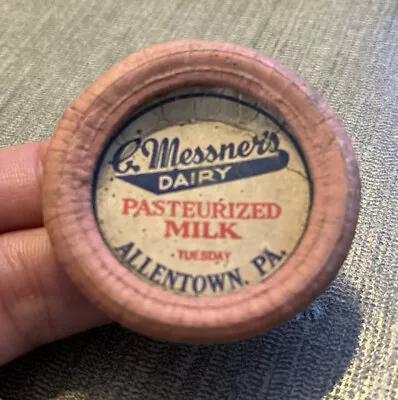 C. Messner's
DAIRY
PASTEURIZED
MILK
TUESDAY
ALLENTOWN, PA.